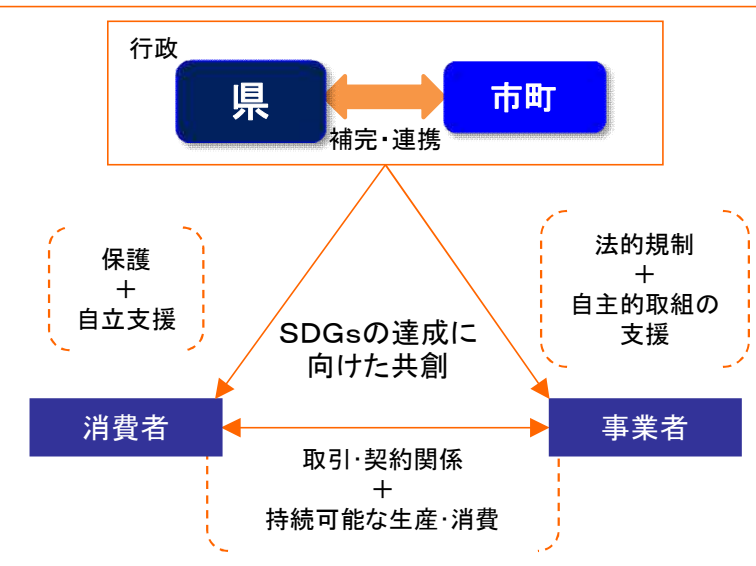 行政
県
市町
補完・連携
保護
＋
自立支援
法的規制
＋
自主的取組の
支援
SDGsの達成に
向けた共創
消費者
事業者
取引・契約関係
＋
持続可能な生産・消費